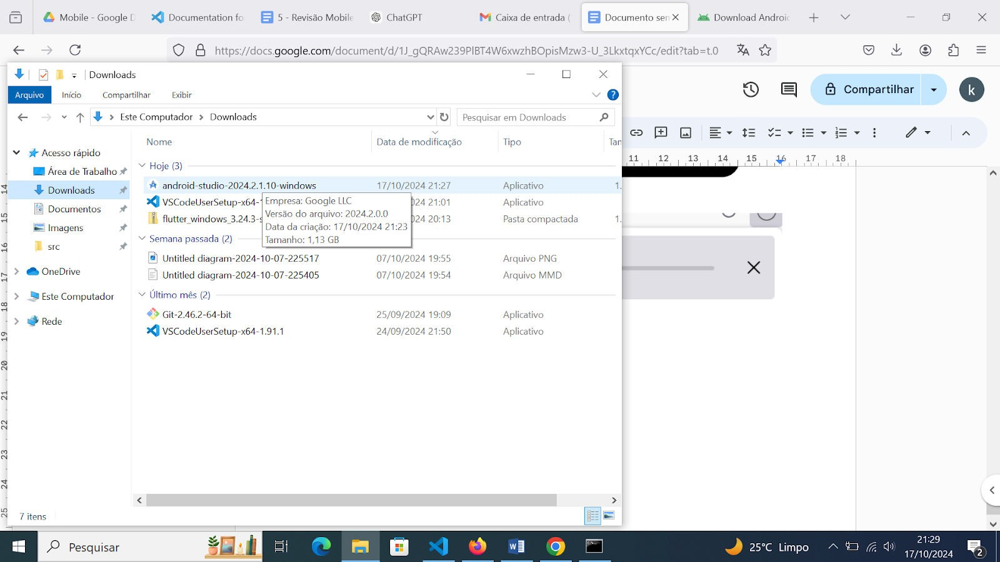 Mobile - Google D
Documentation fo
5 - Revisão Mobile
ChatGPT
Caixa de entrada (
Documento sem
Download Androi
https://docs.google.com/document/d/1J_gQRAw239PlBT4W6xwzhBOpisMzw3-U_3LkxtqxYCc/edit?tab=t.0
Downloads
Arquivo Início Compartilhar Exibir
Compartilhar
k
Este Computador > Downloads
Pesquisar em Downloads
Nome Data de modificação Tipo Tan
11 12 13 14 15 16 17 18
Acesso rápido
Área de Trabalho
Downloads
Documentos
Imagens
src
OneDrive
Este Computador
Rede
Hoje (3)
android-studio-2024.2.1.10-windows 17/10/2024 21:27 Aplicativo 1.
VSCodeUserSetup-x64-1 024 21:01 Aplicativo
flutter_windows_3.24.3-s 024 20:13 Pasta compactada 1.
Empresa: Google LLC
Versão do arquivo: 2024.2.0.0
Data da criação: 17/10/2024 21:23
Tamanho: 1,13 GB
Semana passada (2)
Untitled diagram-2024-10-07-225517 07/10/2024 19:55 Arquivo PNG
Untitled diagram-2024-10-07-225405 07/10/2024 19:54 Arquivo MMD
Último mês (2)
Git-2.46.2-64-bit 25/09/2024 19:09 Aplicativo
VSCodeUserSetup-x64-1.91.1 24/09/2024 21:50 Aplicativo
14
15
16
17
18
19
20
21
22
23
24
25
7 itens
Pesquisar
25°C Limpo
21:29
17/10/2024
2